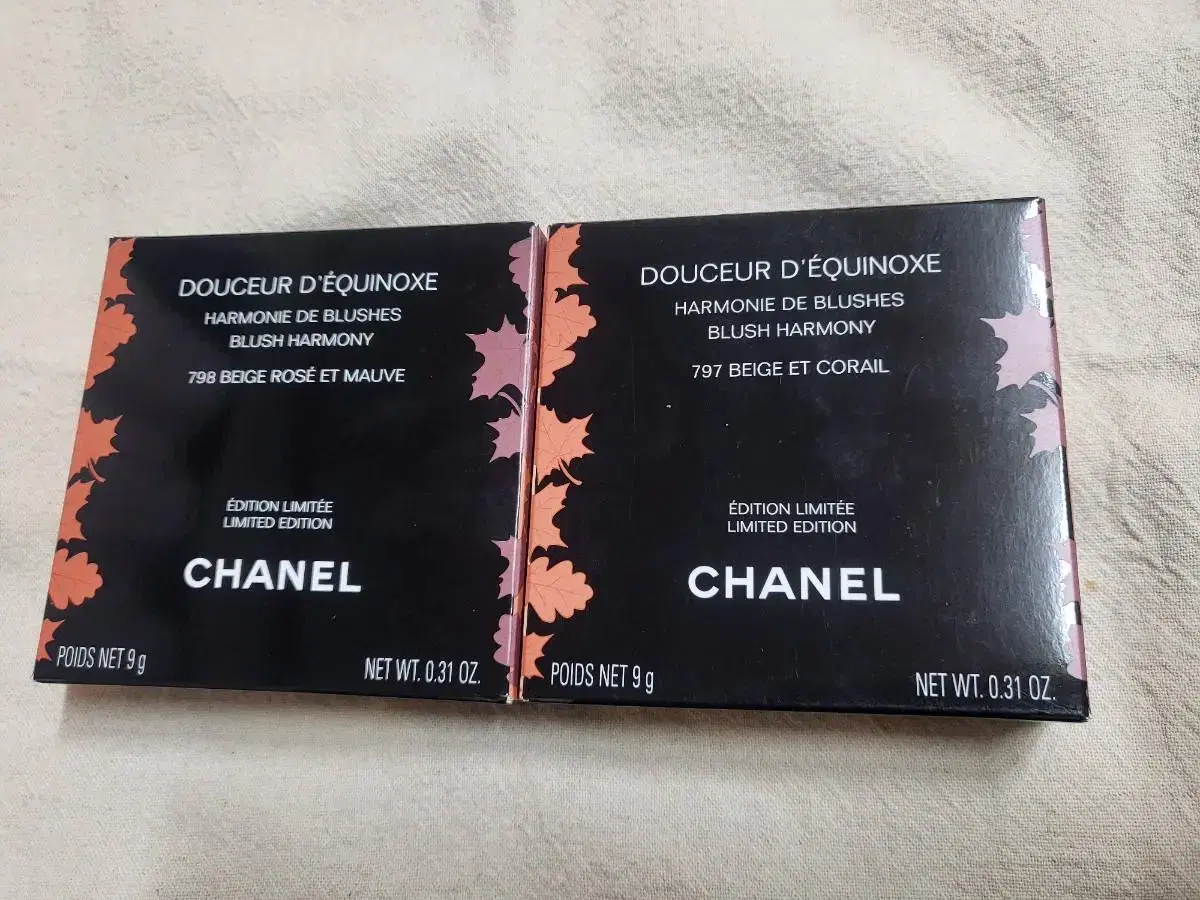 DOUCEUR D'ÉQUINOXE
HARMONIE DE BLUSHES
BLUSH HARMONY
798 BEIGE ROSÉ ET MAUVE
ÉDITION LIMITÉE
LIMITED EDITION
CHANEL
POIDS NET 9 g
NET WT. 0.31 OZ.
DOUCEUR D'ÉQUINOXE
HARMONIE DE BLUSHES
BLUSH HARMONY
797 BEIGE ET CORAIL
ÉDITION LIMITÉE
LIMITED EDITION
CHANEL
POIDS NET 9 g
NET WT. 0.31 OZ.